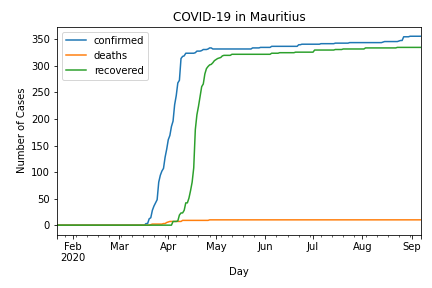 COVID-19 in Mauritius
confirmed
deaths
recovered
350
300
250
200
150
100
50
0
Number of Cases
Feb Mar Apr May Jun Jul Aug Sep
2020
Day